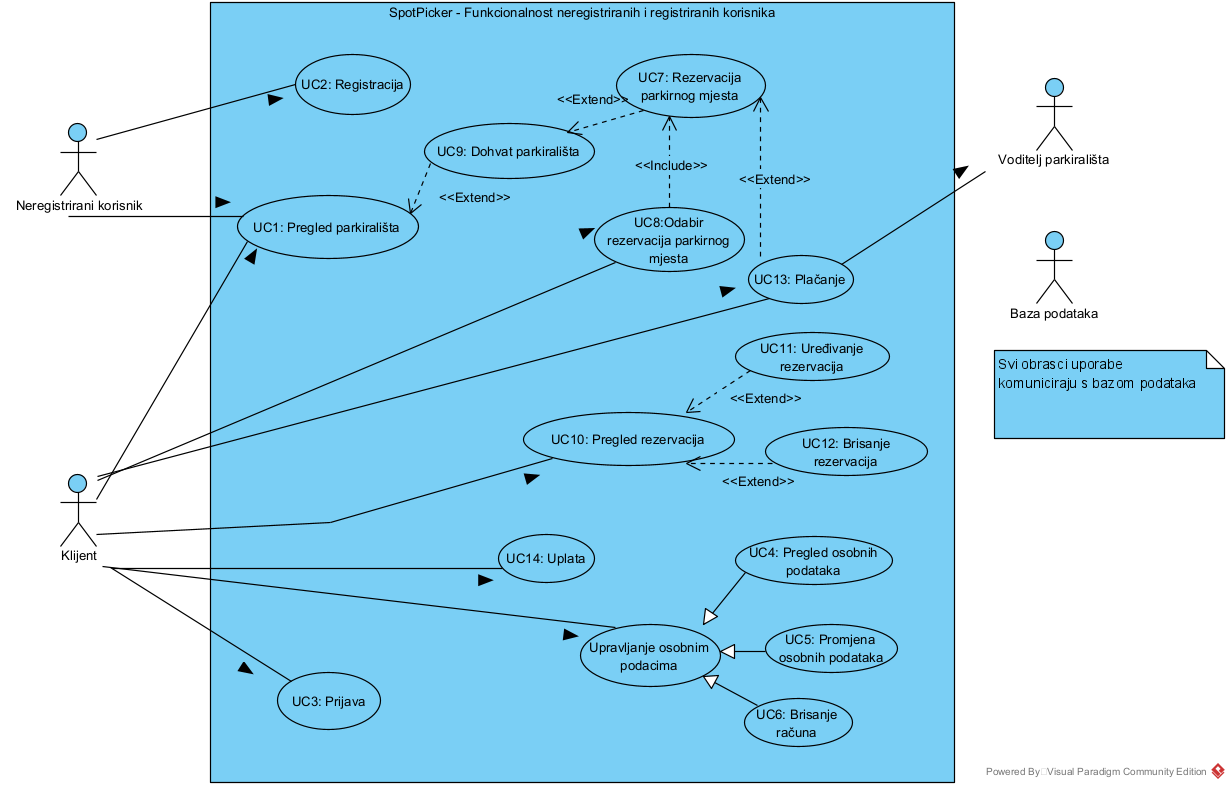 SpotPicker - Funkcionalnost neregistriranih i registriranih korisnika
UC2: Registracija
UC7: Rezervacija
parkirnog mjesta
<<Extend>>
UC9: Dohvat parkirališta
<<Include>>
<<Extend>>
<<Extend>>
Voditelj parkirališta
Neregistrirani korisnik
UC1: Pregled parkirališta
UC8:Odabir
rezervacija parkirnog
mjesta
UC13: Plačanje
Baza podataka
UC11: Uređivanje
rezervacija
Svi obrasci uporabe
komuniciraju s bazom podataka
<<Extend>>
UC10: Pregled rezervacija
UC12: Brisanje
rezervacija
<<Extend>>
Klijent
UC14: Uplata
UC4: Pregled osobnih
podataka
Upravljanje osobnim
podacima
UC5: Promjena
osobnih podataka
UC3: Prijava
UC6: Brisanje
računa
Powered By Visual Paradigm Community Edition